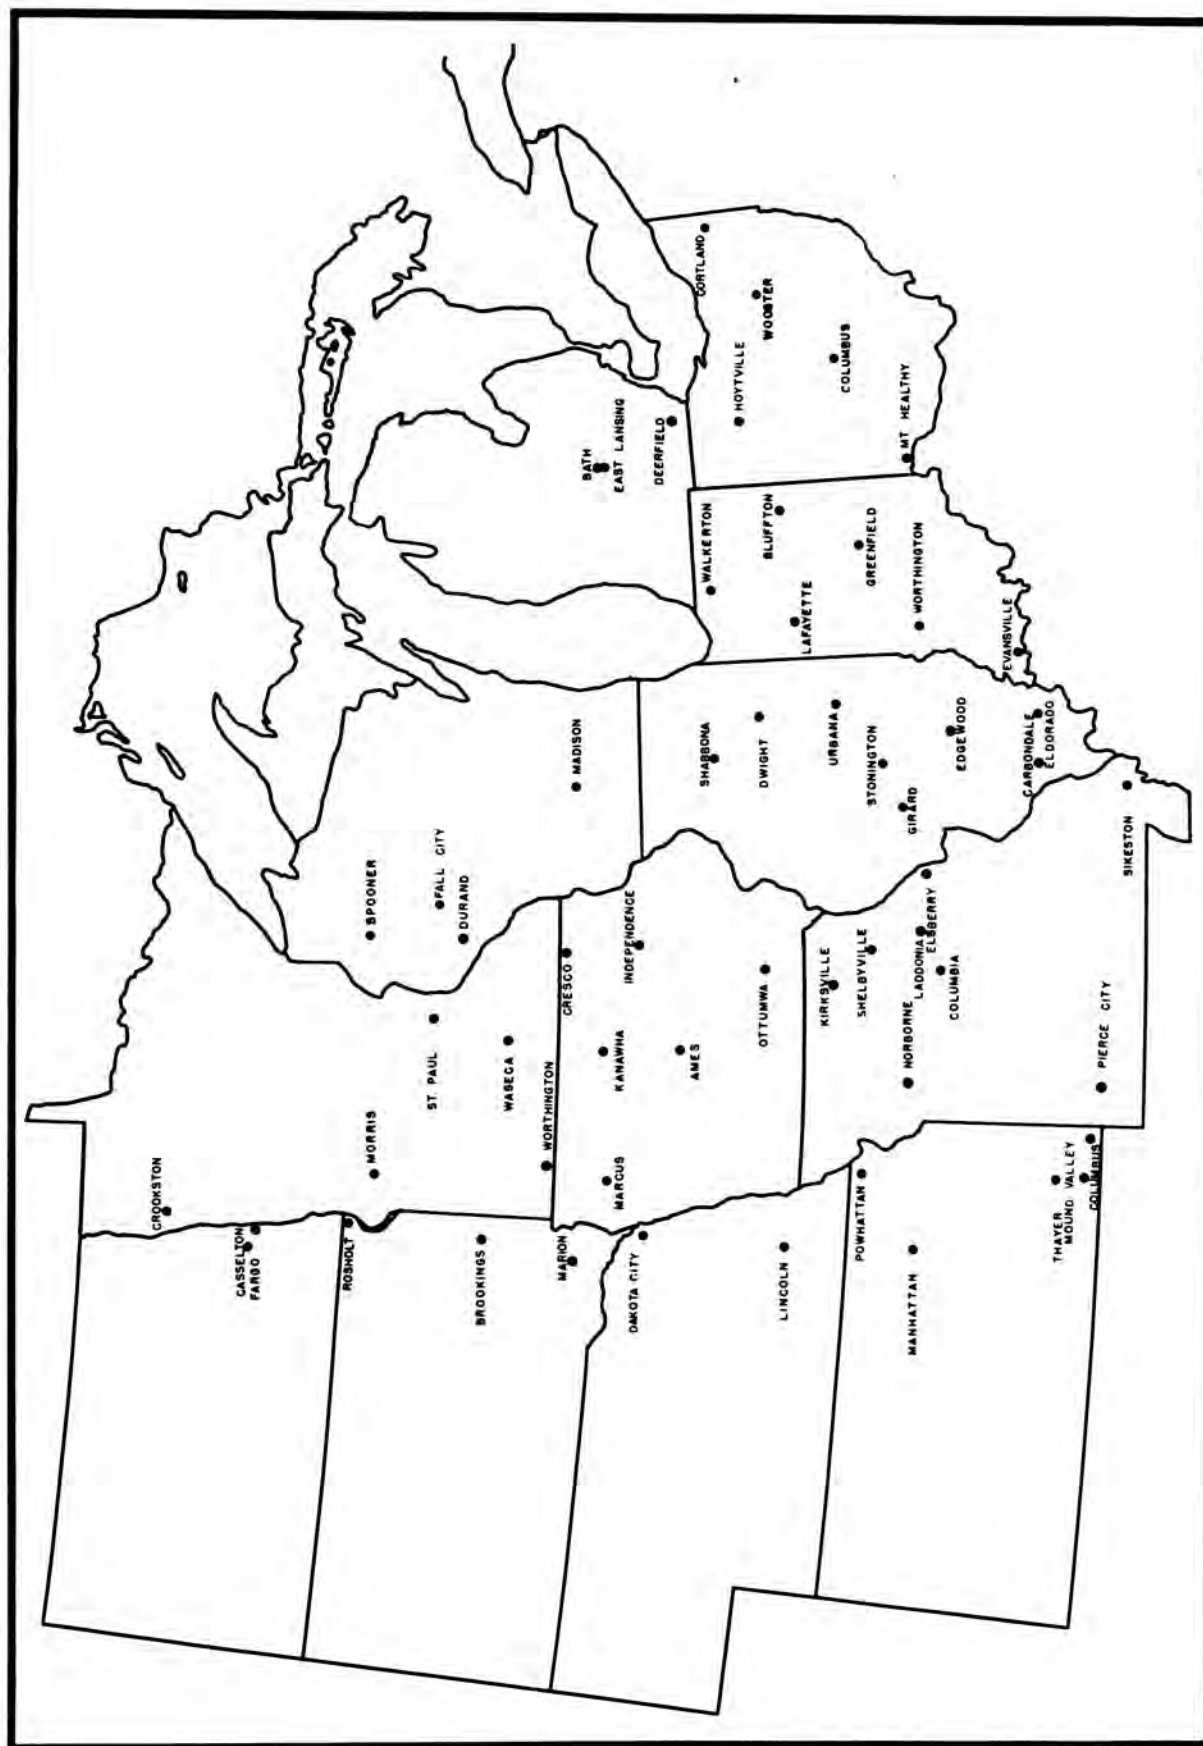 CROOKSTON
CASSELTON
FARGO
ROSHOLT
MORRIS
BROOKINGS
ST. PAUL
WASECA
WORTHINGTON
MARION
SPOONER
FALL CITY
DURAND
MADISON
CRESCO
KANAWHA
MARCUS
INDEPENDENCE
AMES
OTTUMWA
DAKOTA CITY
LINCOLN
BATH
EAST LANSING
DEERFIELD
SHABBONA
DWIGHT
URBANA
STONINGTON
GIRARD
EDGEWOOD
CARBONDALE
ELDORADO
WALKERTON
BLUFFTON
LAFAYETTE
GREENFIELD
WORTHINGTON
EVANSVILLE
CORTLAND
WOOSTER
HOYTVILLE
COLUMBUS
MT HEALTHY
KIRKSVILLE
SHELBYVILLE
NORBORNE
LADDONIA
ELSBERRY
COLUMBIA
PIERCE CITY
SIKESTON
POWHATTAN
MANHATTAN
THAYER
MOUND VALLEY
COLUMBUS